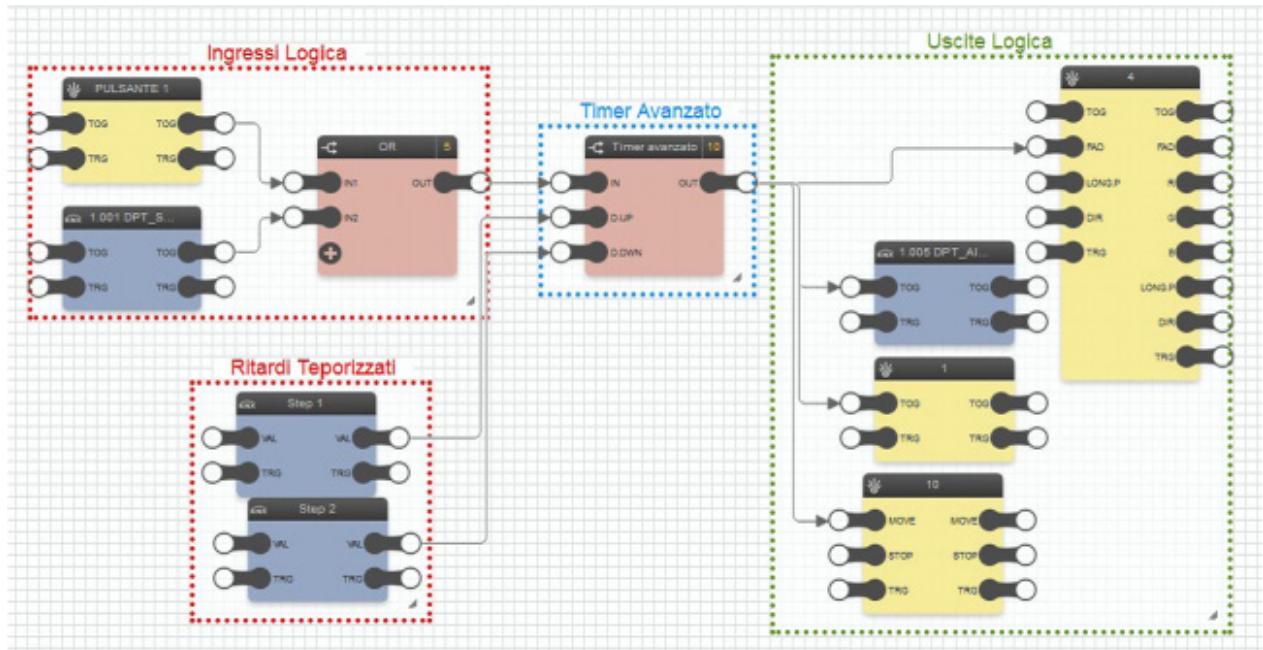 Ingressi Logica
PULSANTE 1
TOG TOG
TRG TRG
1.001 DPT_S...
TOG TOG
TRG TRG
OR 5
IN1 OUT
IN2
Timer Avanzato
Timer avanzato 10
IN OUT
D.UP
D.DWN
Ritardi Teporizzati
Step 1
VAL VAL
TRG TRG
Step 2
VAL VAL
TRG TRG
Uscite Logica
4
TOG TOG
FAD FAD
LONG.P R
DIR G
TRG B
LONG.P
DIR
TRG
1.005 DPT_Al...
TOG TOG
TRG TRG
1
TOG TOG
TRG TRG
10
MOVE MOVE
STOP STOP
TRG TRG